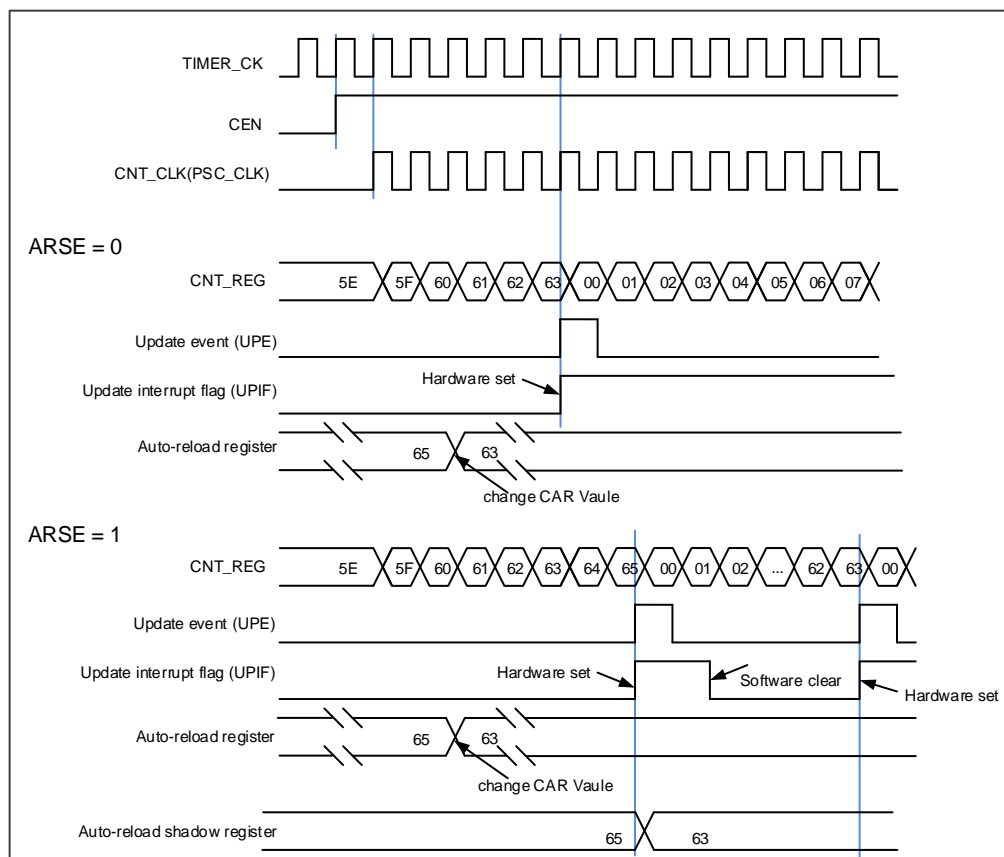 TIMER_CK
CEN
CNT_CLK(PSC_CLK)
ARSE = 0
CNT_REG 5E 5F 60 61 62 63 00 01 02 03 04 05 06 07
Update event (UPE)
Hardware set
Update interrupt flag (UPIF)
Auto-reload register 65 63
change CAR Vaule
ARSE = 1
CNT_REG 5E 5F 60 61 62 63 64 65 00 01 02 ... 62 63 00
Update event (UPE)
Update interrupt flag (UPIF) Hardware set Software clear Hardware set
Auto-reload register 65 63
change CAR Vaule
Auto-reload shadow register 65 63